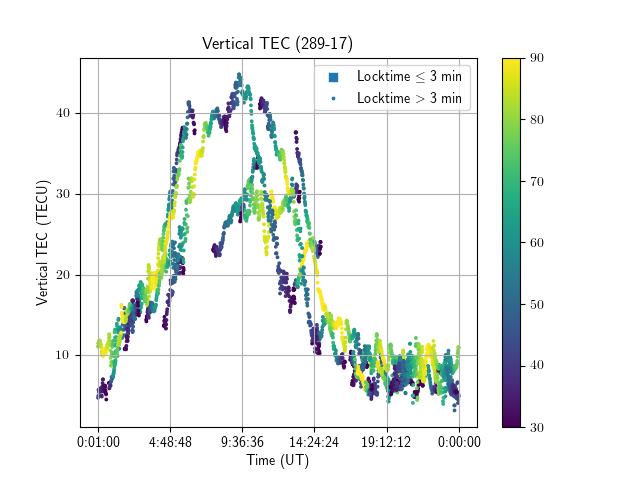 Vertical TEC (289-17)
Locktime ≤ 3 min
Locktime > 3 min
Vertical TEC (TECU)
40
30
20
10
0:01:00 4:48:48 9:36:36 14:24:24 19:12:12 0:00:00
Time (UT)
90
80
70
60
50
40
30